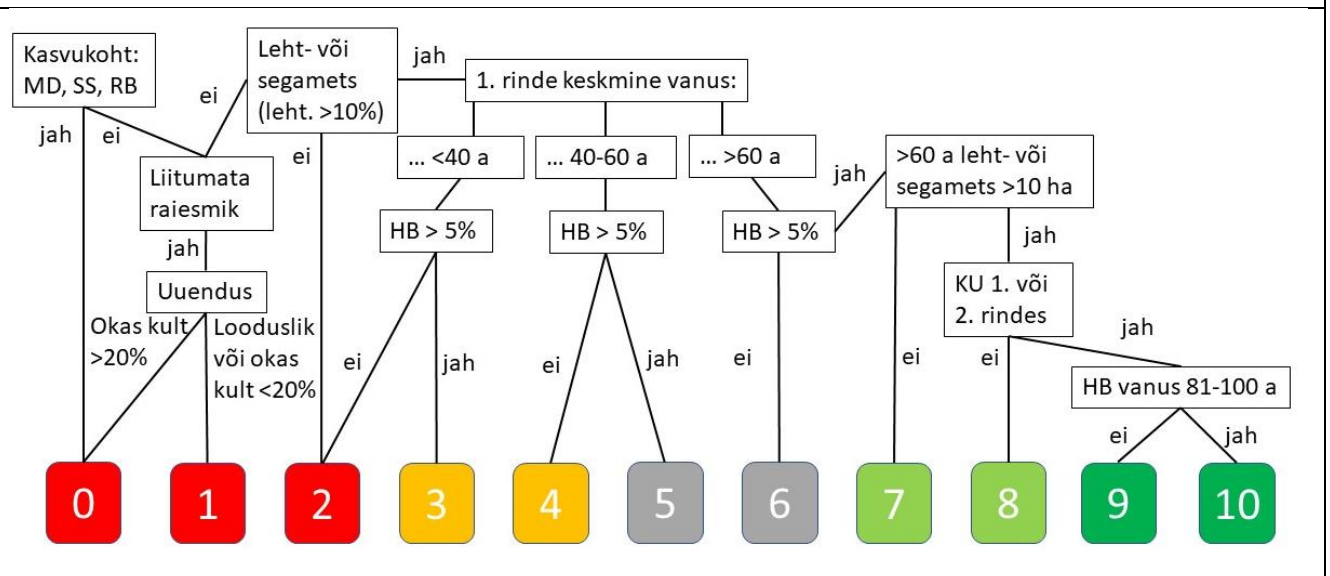 Kasvukoht:
MD, SS, RB
jah
ei
ei
Leht- või
segamets
(leht. >10%)
jah
ei
1. rinde keskmine vanus:
Liitumata
raiesmik
jah
Uuendus
Okas kult
>20%
Looduslik
või okas
kult <20%
... <40 a
... 40-60 a
... >60 a
HB > 5%
HB > 5%
HB > 5%
jah
>60 a leht- või
segamets >10 ha
jah
KU 1. või
2. rindes
jah
HB vanus 81-100 a
ei
jah
ei
jah
ei
ei
ei
ei
jah
0
1
2
3
4
5
6
7
8
9
10